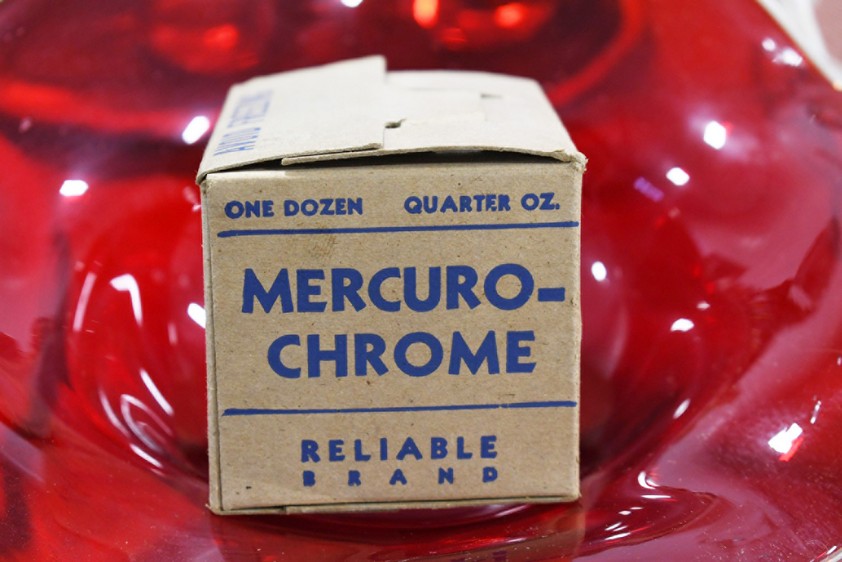 ONE DOZEN QUARTER OZ.
MERCURO-
CHROME
RELIABLE
BRAND